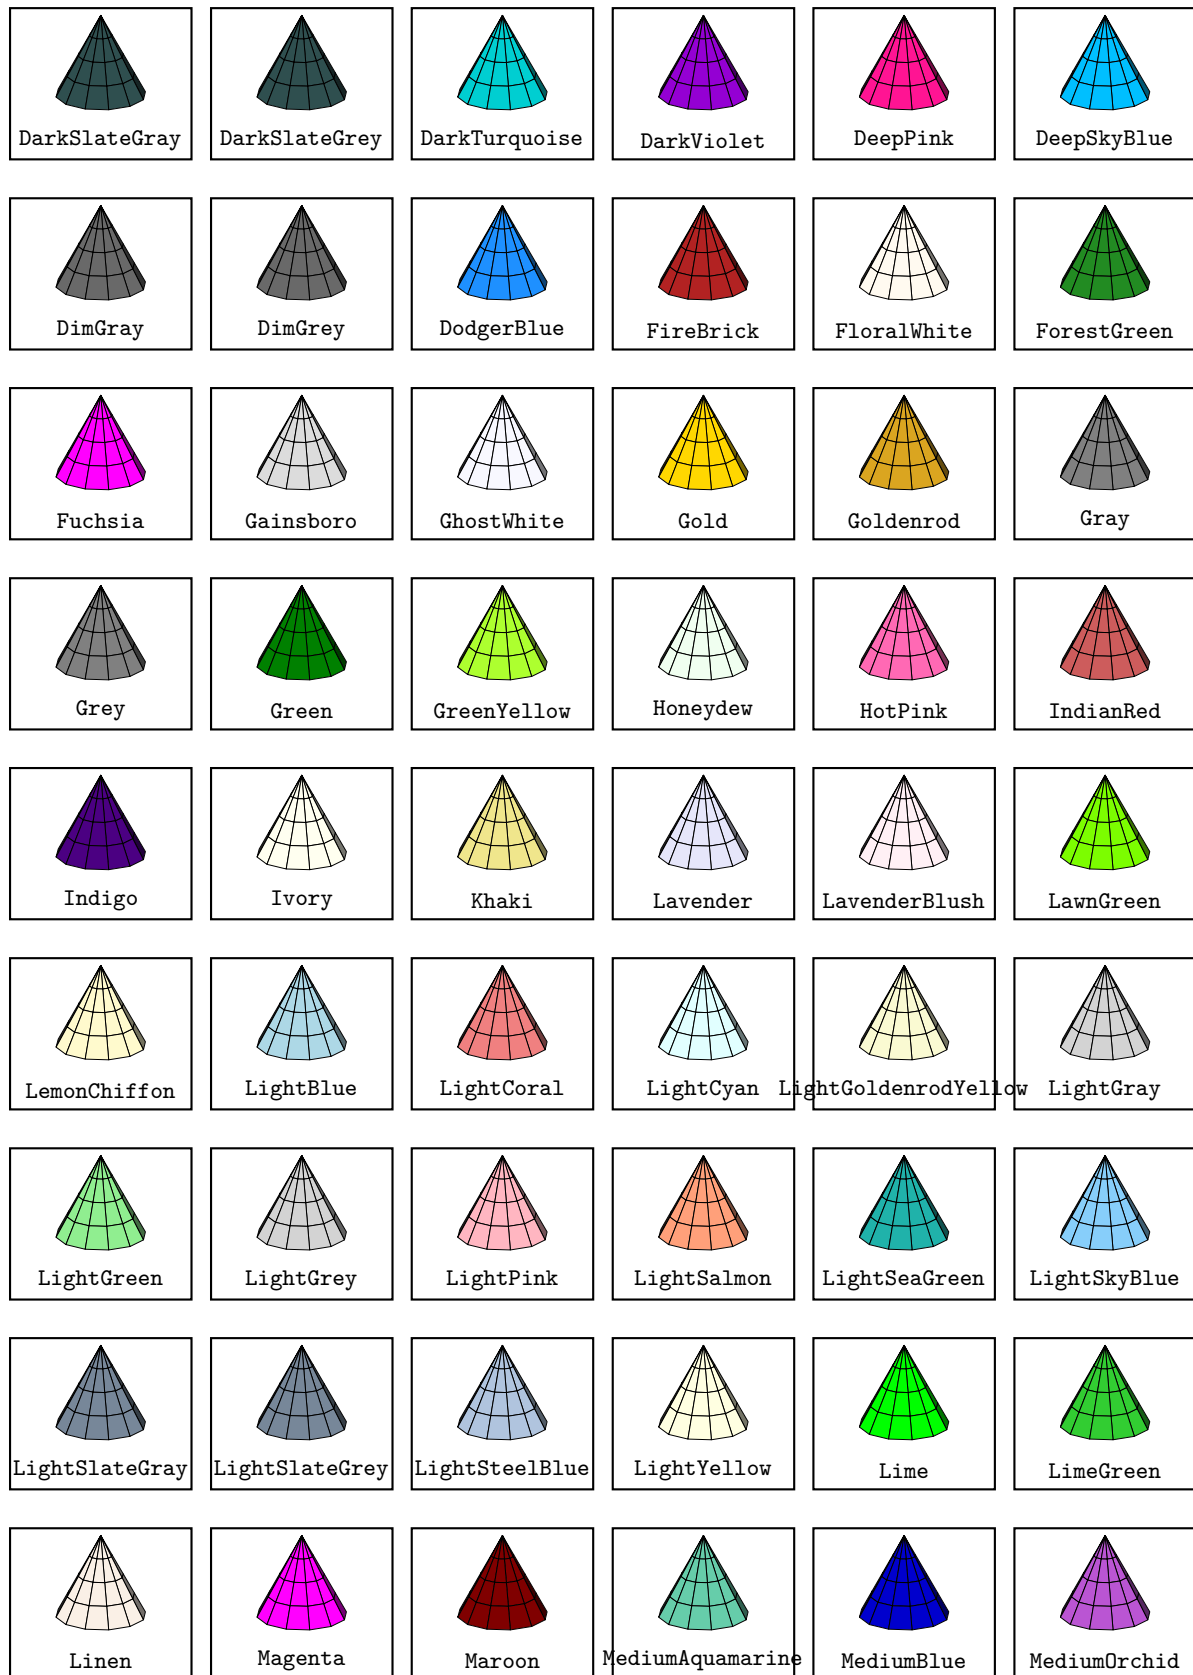 DarkSlateGray DarkSlateGrey DarkTurquoise DarkViolet DeepPink DeepSkyBlue
DimGray DimGrey DodgerBlue FireBrick FloralWhite ForestGreen
Fuchsia Gainsboro GhostWhite Gold Goldenrod Gray
Grey Green GreenYellow Honeydew HotPink IndianRed
Indigo Ivory Khaki Lavender LavenderBlush LawnGreen
LemonChiffon LightBlue LightCoral LightCyan LightGoldenrodYellow LightGray
LightGreen LightGrey LightPink LightSalmon LightSeaGreen LightSkyBlue
LightSlateGray LightSlateGrey LightSteelBlue LightYellow Lime LimeGreen
Linen Magenta Maroon MediumAquamarine MediumBlue MediumOrchid